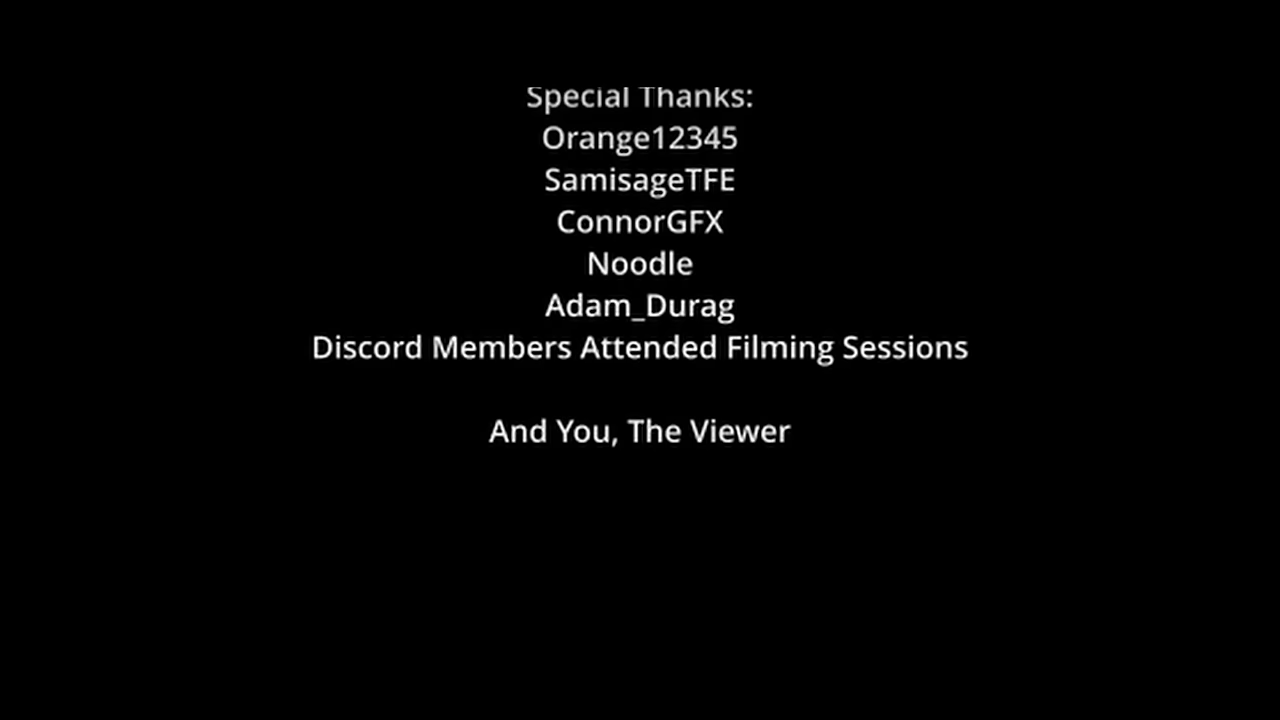 Special Thanks:
Orange12345
SamisageTFE
ConnorGFX
Noodle
Adam_Durag
Discord Members Attended Filming Sessions
And You, The Viewer